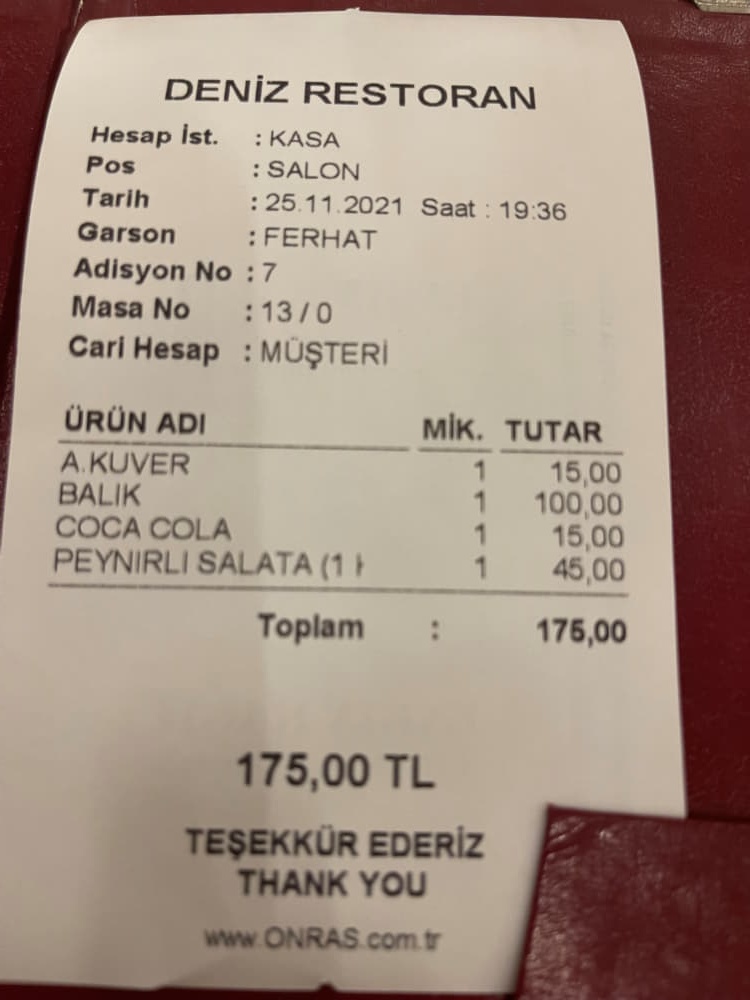 DENİZ RESTORAN
Hesap İst. : KASA
Pos : SALON
Tarih : 25.11.2021 Saat : 19:36
Garson : FERHAT
Adisyon No : 7
Masa No : 13 / 0
Cari Hesap : MÜŞTERİ
ÜRÜN ADI MİK. TUTAR
A.KUVER 1 15,00
BALIK 1 100,00
COCA COLA 1 15,00
PEYNIRLI SALATA (1 1 45,00
Toplam : 175,00
175,00 TL
TEŞEKKÜR EDERİZ
THANK YOU
www.ONRAS.com.tr